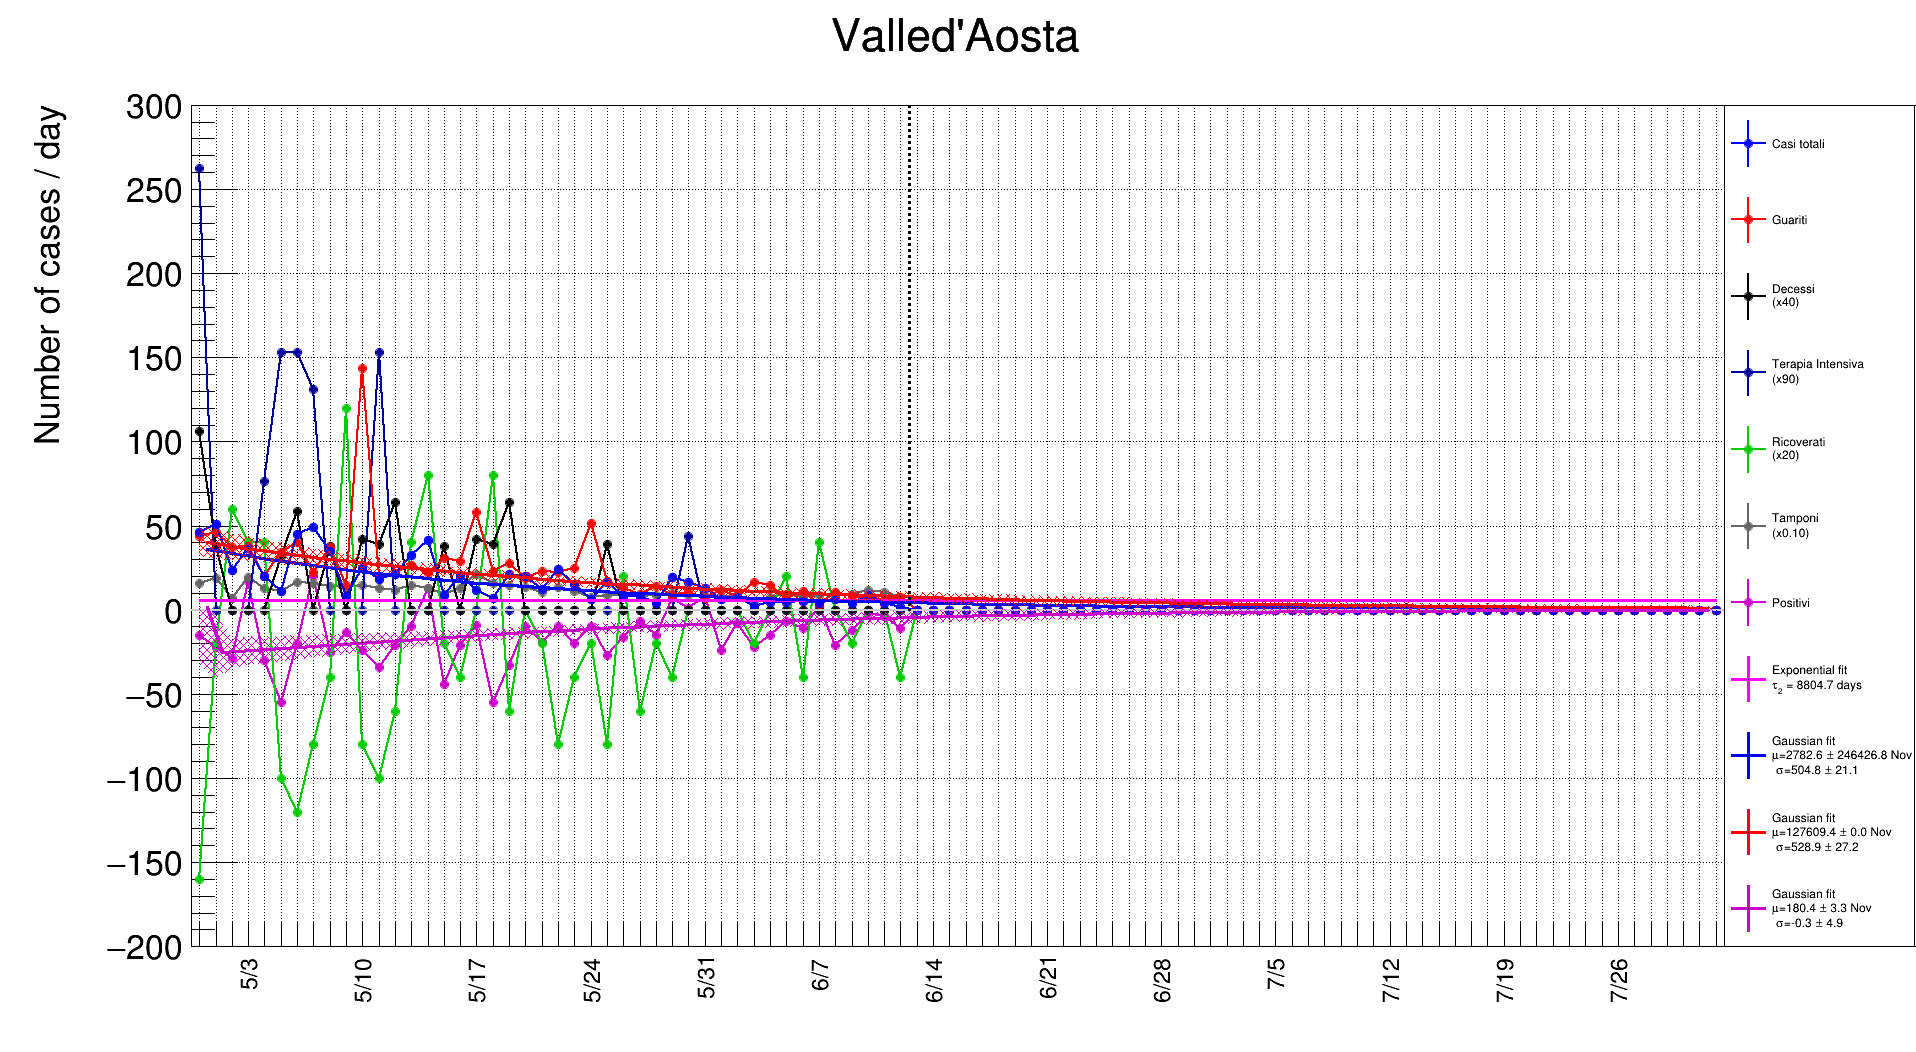 Valled'Aosta
Number of cases / day
300
250
200
150
100
50
0
−50
−100
−150
−200
5/3
5/10
5/17
5/24
5/31
6/7
6/14
6/21
6/28
7/5
7/12
7/19
7/26
Casi totali
Guariti
Decessi
(x40)
Terapia Intensiva
(x90)
Ricoverati
(x20)
Tamponi
(x0.10)
Positivi
Exponential fit
τ2 = 8804.7 days
Gaussian fit
μ=2782.6 ± 246426.8 Nov
σ=504.8 ± 21.1
Gaussian fit
μ=127609.4 ± 0.0 Nov
σ=528.9 ± 27.2
Gaussian fit
μ=180.4 ± 3.3 Nov
σ=-0.3 ± 4.9